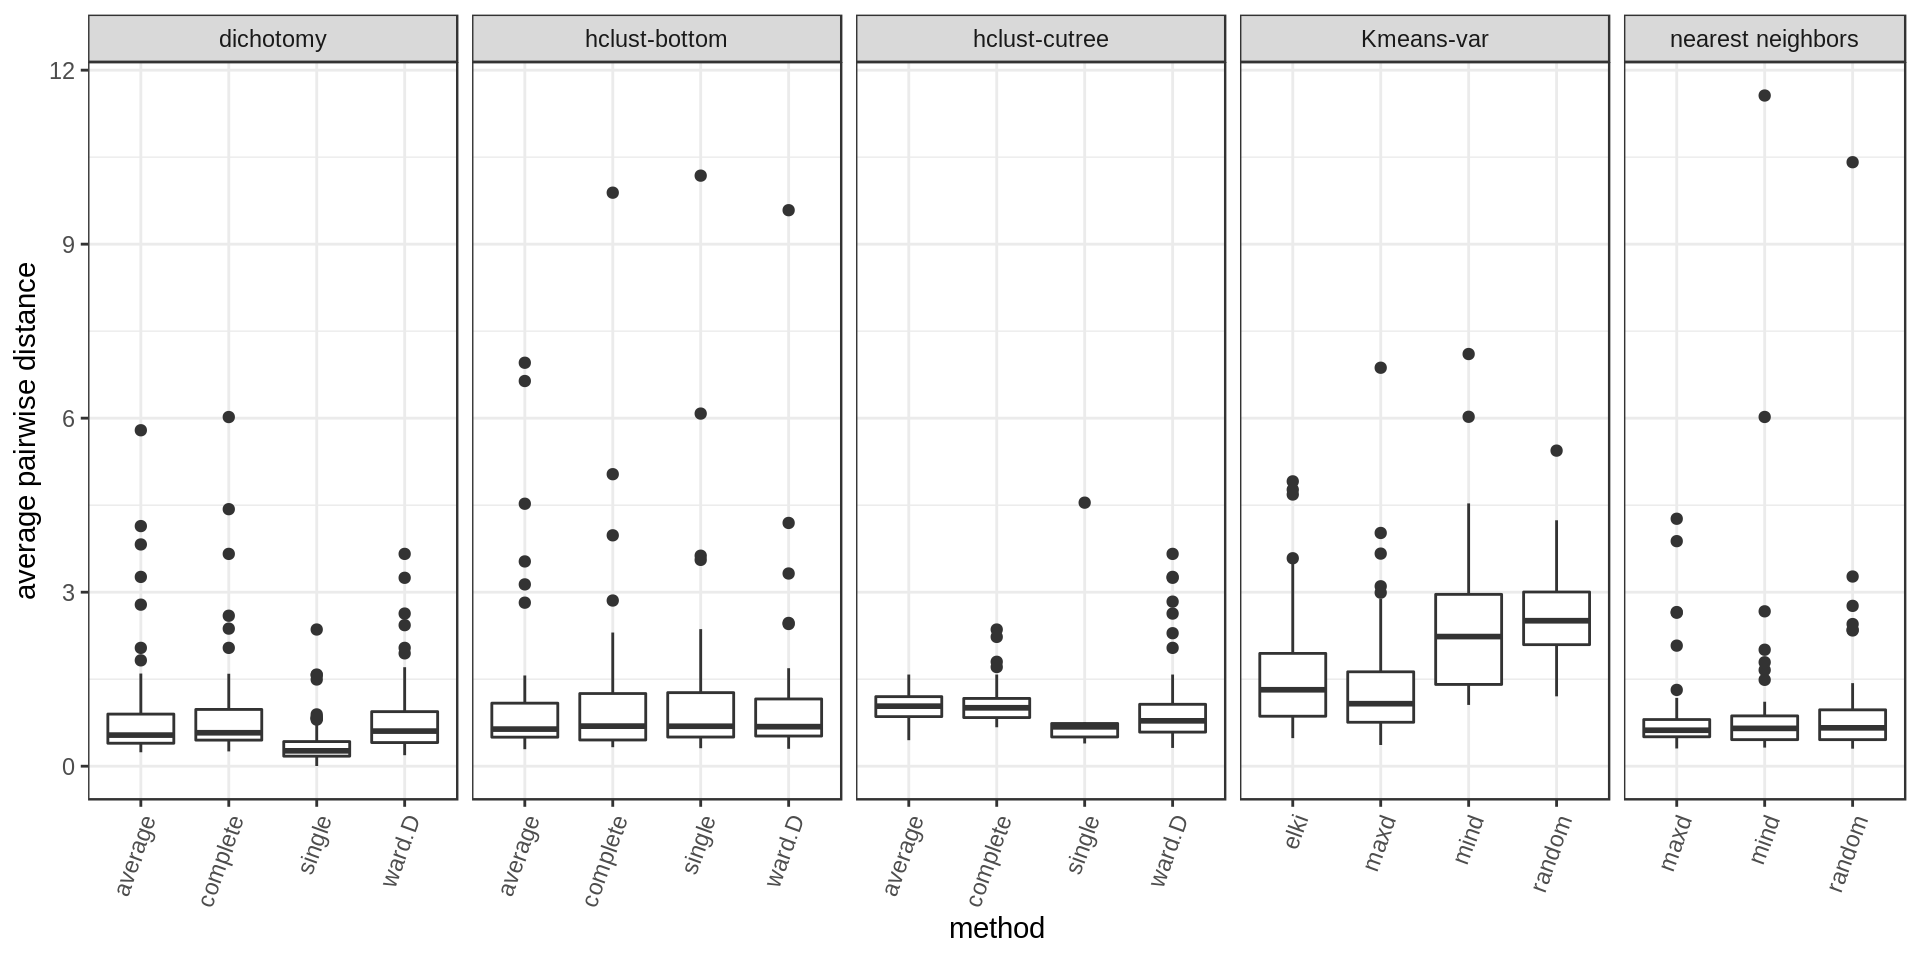 dichotomy hclust-bottom hclust-cutree Kmeans-var nearest neighbors
12
9
6
3
0
average pairwise distance
average complete single ward.D average complete single ward.D average complete single ward.D elki maxd mind random maxd mind random
method